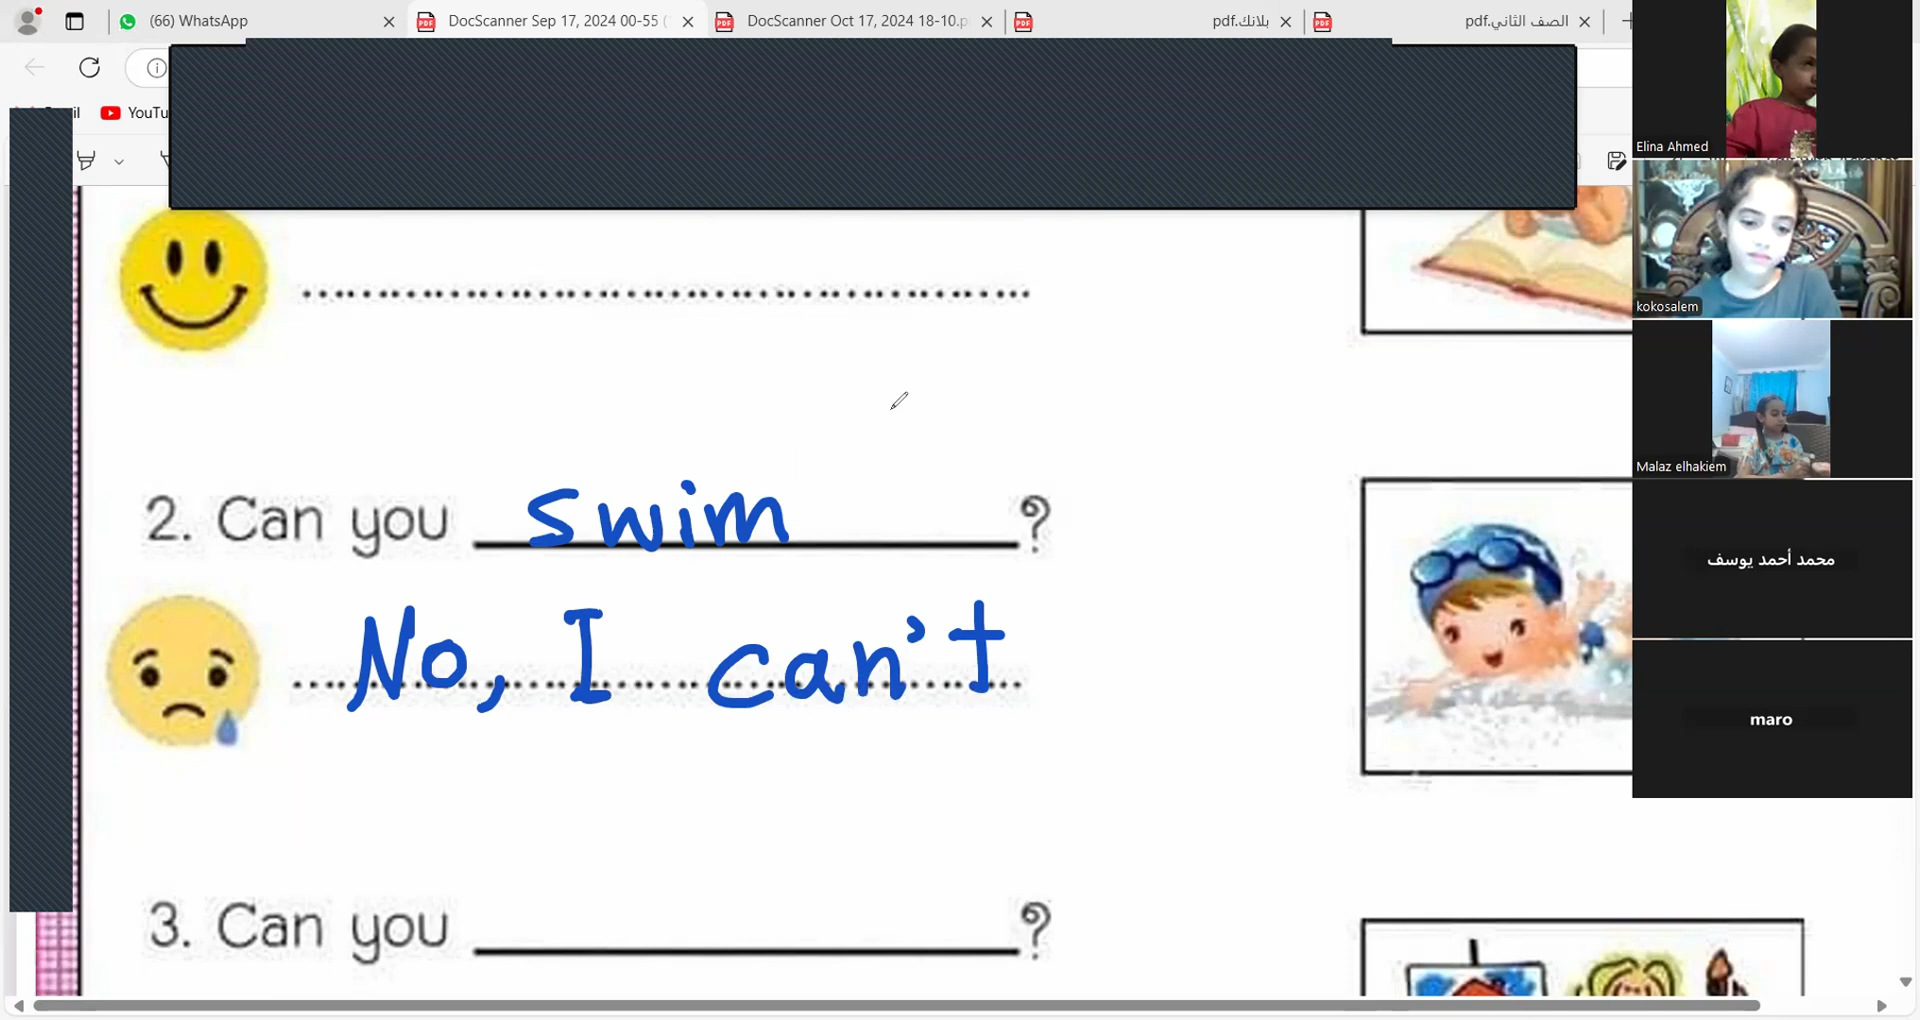 (66) WhatsApp
DocScanner Sep 17, 2024 00-55 (
DocScanner Oct 17, 2024 18-10.p
بلانك.pdf
الصف الثاني.pdf
YouTu
Elina Ahmed
kokosalem
Malaz elhakiem
محمد أحمد يوسف
maro
2. Can you swim ?
No, I can't
3. Can you ?